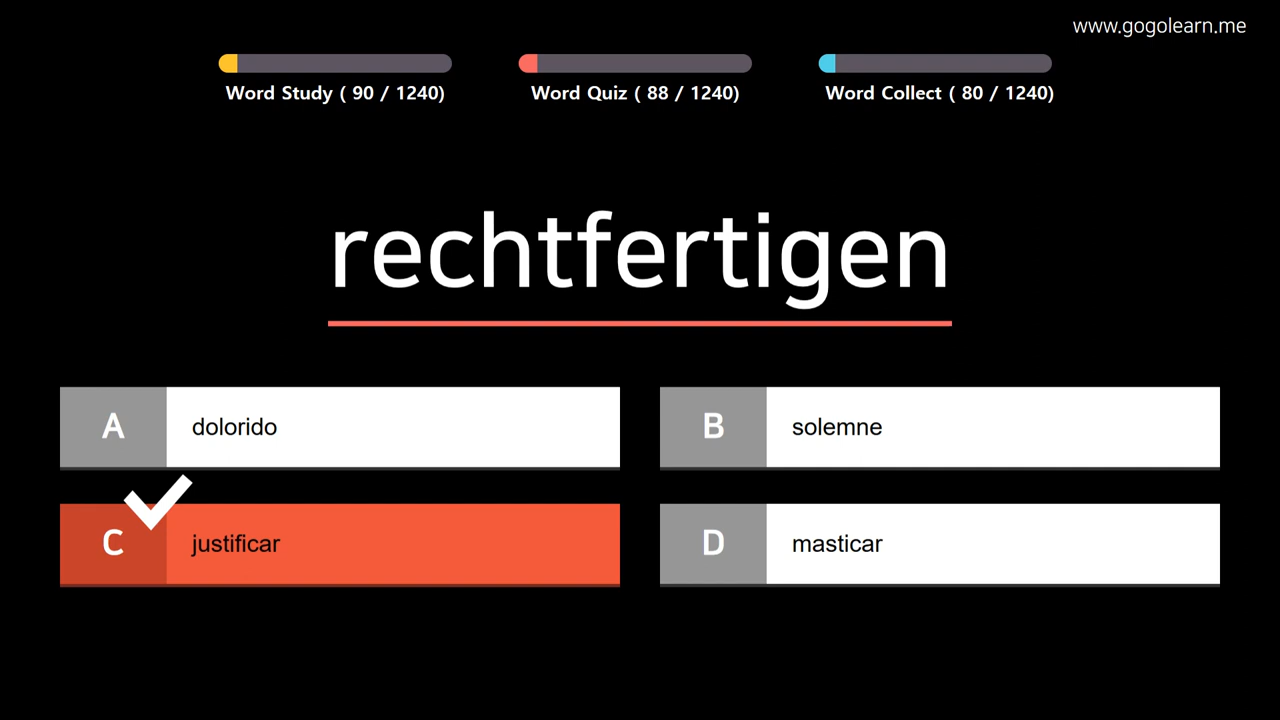 www.gogolearn.me
Word Study ( 90 / 1240)
Word Quiz ( 88 / 1240)
Word Collect ( 80 / 1240)
rechtfertigen
A dolorido
B solemne
C justificar
D masticar